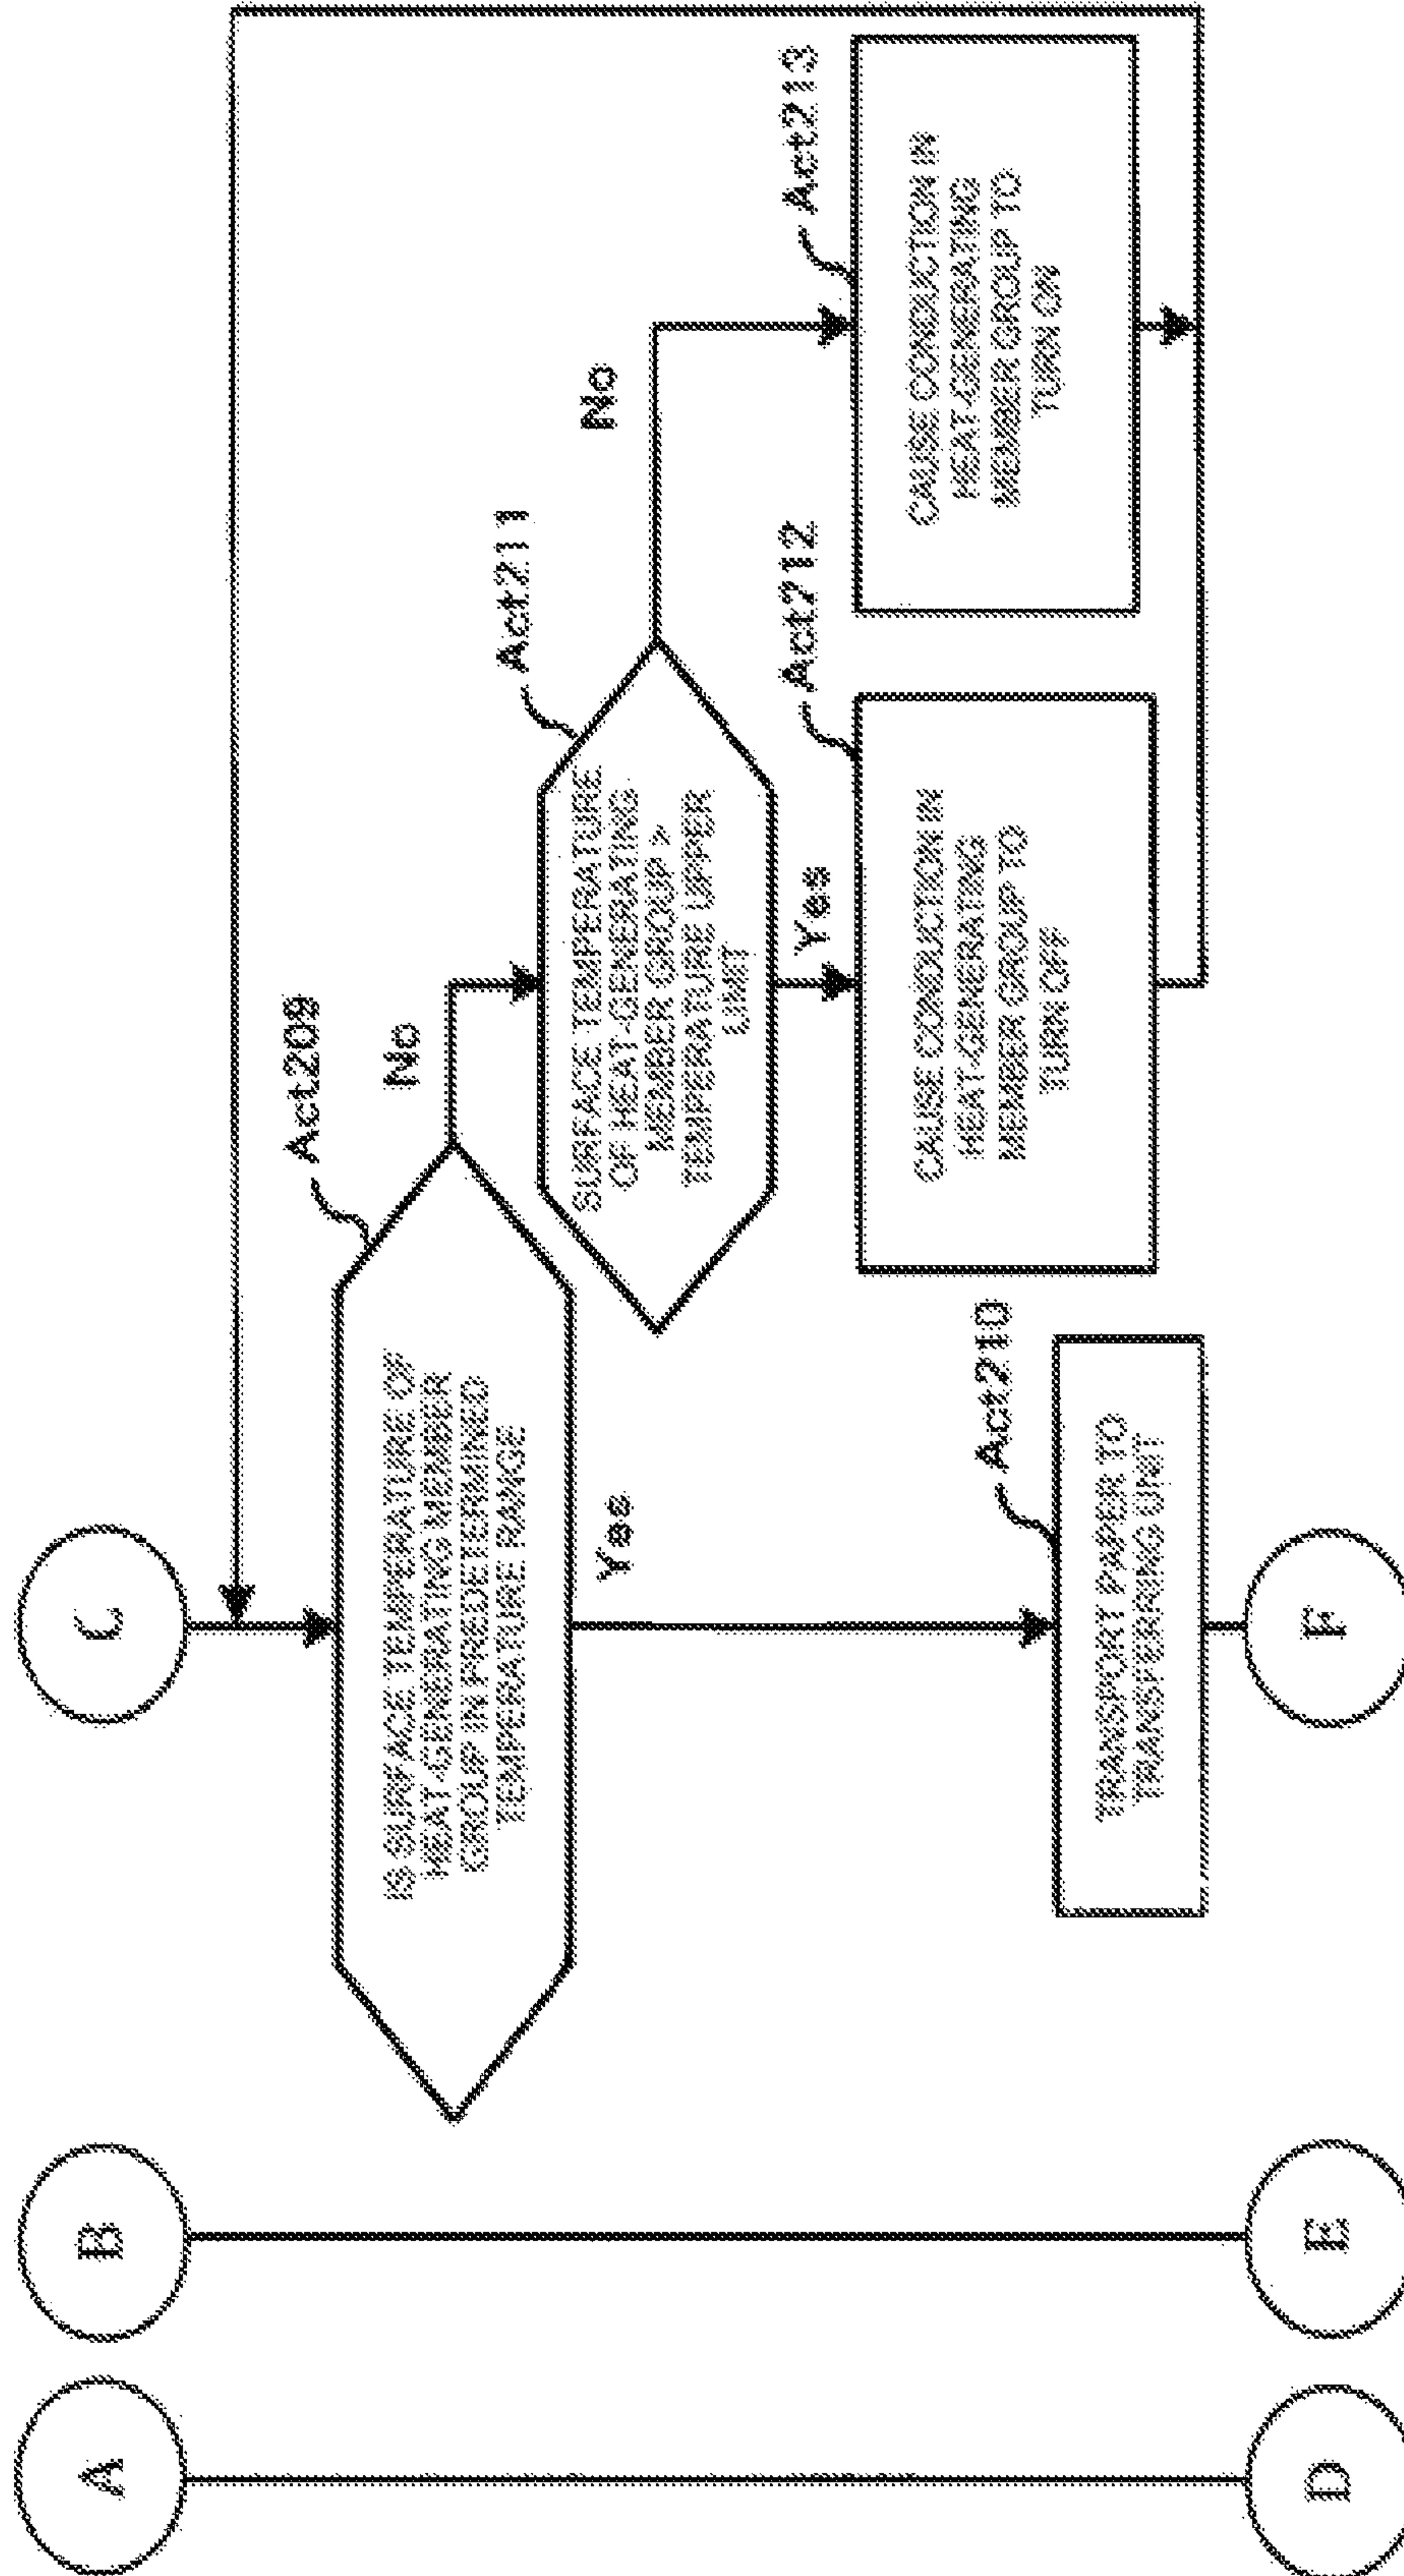 A
B
C
Act209
IS SURFACE TEMPERATURE OF
HEAT-GENERATING MEMBER
GROUP IN PREDETERMINED
TEMPERATURE RANGE
No
Yes
Act211
SURFACE TEMPERATURE
OF HEAT-GENERATING
MEMBER GROUP >
TEMPERATURE UPPER
LIMIT
No
Yes
Act210
TRANSPORT PAPER TO
TRANSFERRING UNIT
Act212
CAUSE CONDUCTION IN
HEAT-GENERATING
MEMBER GROUP TO
TURN OFF
Act213
CAUSE CONDUCTION IN
HEAT-GENERATING
MEMBER GROUP TO
TURN ON
D
E
F